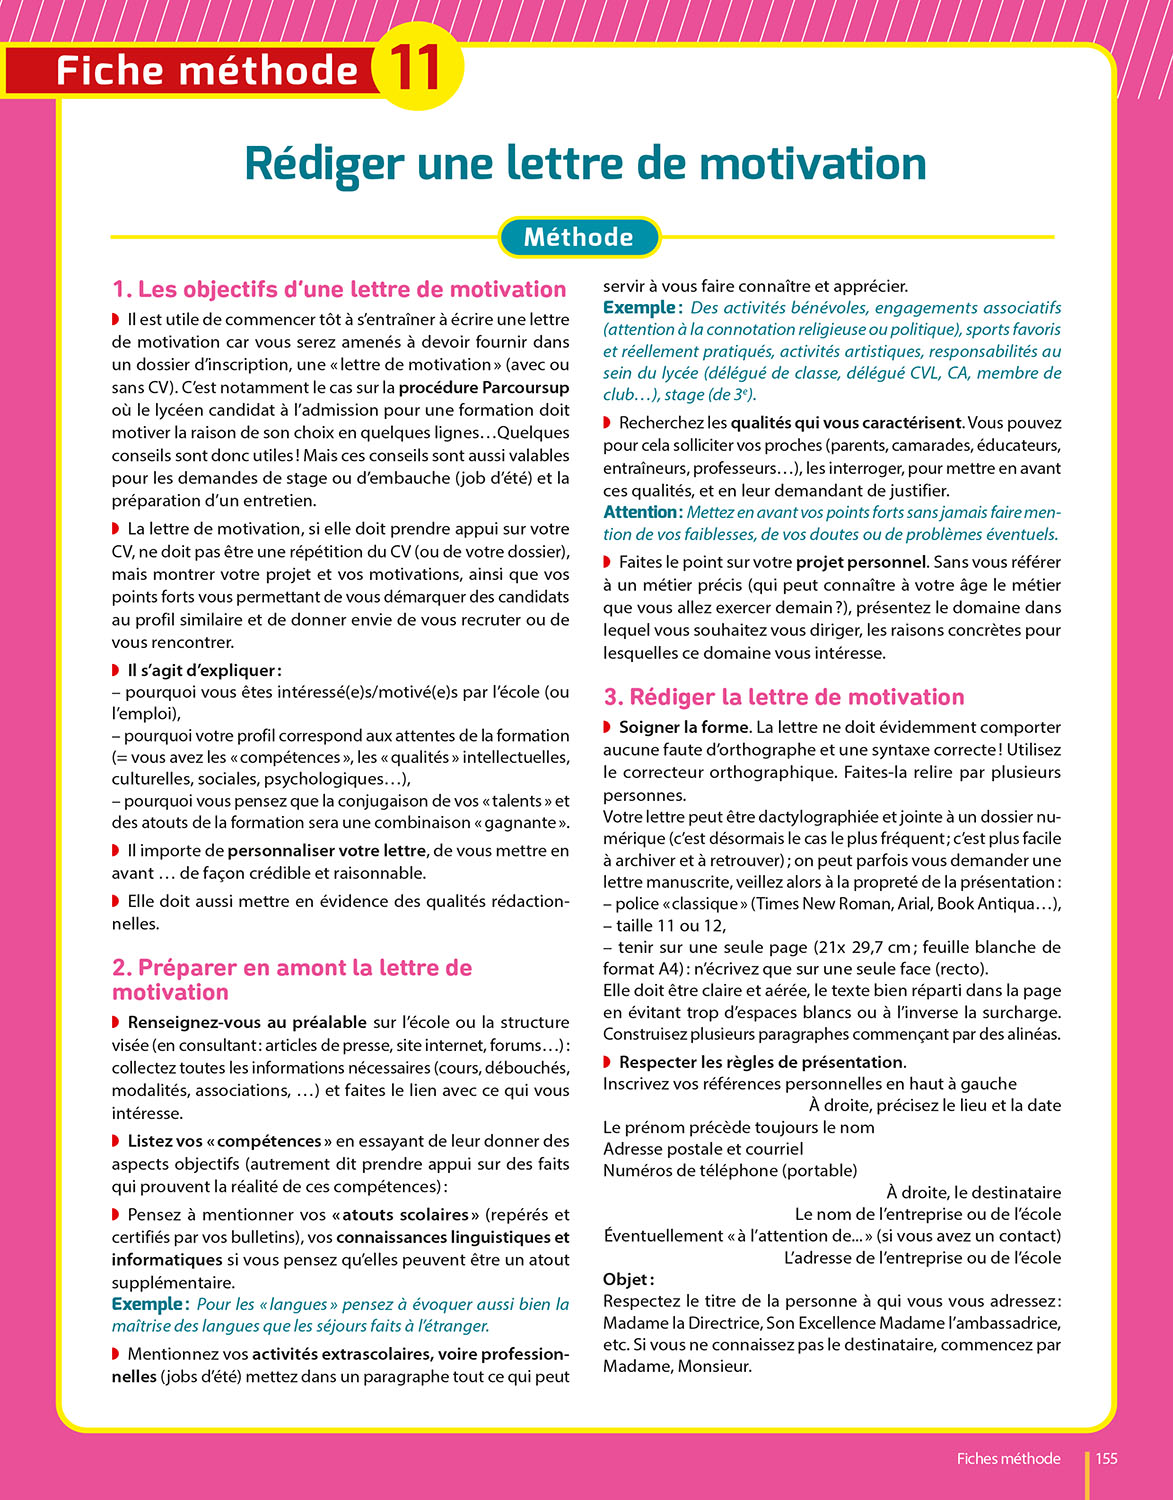 Fiche méthode 11
Rédiger une lettre de motivation
Méthode
1. Les objectifs d’une lettre de motivation
Il est utile de commencer tôt à s’entraîner à écrire une lettre
de motivation car vous serez amenés à devoir fournir dans
un dossier d’inscription, une « lettre de motivation » (avec ou
sans CV). C’est notamment le cas sur la procédure Parcoursup
où le lycéen candidat à l’admission pour une formation doit
motiver la raison de son choix en quelques lignes…Quelques
conseils sont donc utiles ! Mais ces conseils sont aussi valables
pour les demandes de stage ou d’embauche (job d’été) et la
préparation d’un entretien.
La lettre de motivation, si elle doit prendre appui sur votre
CV, ne doit pas être une répétition du CV (ou de votre dossier),
mais montrer votre projet et vos motivations, ainsi que vos
points forts vous permettant de vous démarquer des candidats
au profil similaire et de donner envie de vous recruter ou de
vous rencontrer.
Il s’agit d’expliquer :
– pourquoi vous êtes intéressé(e)s/motivé(e)s par l’école (ou
l’emploi),
– pourquoi votre profil correspond aux attentes de la formation
(= vous avez les « compétences », les « qualités » intellectuelles,
culturelles, sociales, psychologiques…),
– pourquoi vous pensez que la conjugaison de vos « talents » et
des atouts de la formation sera une combinaison « gagnante ».
Il importe de personnaliser votre lettre, de vous mettre en
avant … de façon crédible et raisonnable.
Elle doit aussi mettre en évidence des qualités rédaction-
nelles.
2. Préparer en amont la lettre de
motivation
Renseignez-vous au préalable sur l’école ou la structure
visée (en consultant : articles de presse, site internet, forums…) :
collectez toutes les informations nécessaires (cours, débouchés,
modalités, associations, …) et faites le lien avec ce qui vous
intéresse.
Listez vos « compétences » en essayant de leur donner des
aspects objectifs (autrement dit prendre appui sur des faits
qui prouvent la réalité de ces compétences) :
Pensez à mentionner vos « atouts scolaires » (repérés et
certifiés par vos bulletins), vos connaissances linguistiques et
informatiques si vous pensez qu’elles peuvent être un atout
supplémentaire.
Exemple : Pour les « langues » pensez à évoquer aussi bien la
maîtrise des langues que les séjours faits à l’étranger.
Mentionnez vos activités extrascolaires, voire profession-
nelles (jobs d’été) mettez dans un paragraphe tout ce qui peut
servir à vous faire connaître et apprécier.
Exemple : Des activités bénévoles, engagements associatifs
(attention à la connotation religieuse ou politique), sports favoris
et réellement pratiqués, activités artistiques, responsabilités au
sein du lycée (délégué de classe, délégué CVL, CA, membre de
club…), stage (de 3e).
Recherchez les qualités qui vous caractérisent. Vous pouvez
pour cela solliciter vos proches (parents, camarades, éducateurs,
entraîneurs, professeurs…), les interroger, pour mettre en avant
ces qualités, et en leur demandant de justifier.
Attention : Mettez en avant vos points forts sans jamais faire men-
tion de vos faiblesses, de vos doutes ou de problèmes éventuels.
Faites le point sur votre projet personnel. Sans vous référer
à un métier précis (qui peut connaître à votre âge le métier
que vous allez exercer demain ?), présentez le domaine dans
lequel vous souhaitez vous diriger, les raisons concrètes pour
lesquelles ce domaine vous intéresse.
3. Rédiger la lettre de motivation
Soigner la forme. La lettre ne doit évidemment comporter
aucune faute d’orthographe et une syntaxe correcte ! Utilisez
le correcteur orthographique. Faites-la relire par plusieurs
personnes.
Votre lettre peut être dactylographiée et jointe à un dossier nu-
mérique (c’est désormais le cas le plus fréquent ; c’est plus facile
à archiver et à retrouver) ; on peut parfois vous demander une
lettre manuscrite, veillez alors à la propreté de la présentation :
– police « classique » (Times New Roman, Arial, Book Antiqua…),
– taille 11 ou 12,
– tenir sur une seule page (21x 29,7 cm ; feuille blanche de
format A4) : n’écrivez que sur une seule face (recto).
Elle doit être claire et aérée, le texte bien réparti dans la page
en évitant trop d’espaces blancs ou à l’inverse la surcharge.
Construisez plusieurs paragraphes commençant par des alinéas.
Respecter les règles de présentation.
Inscrivez vos références personnelles en haut à gauche
À droite, précisez le lieu et la date
Le prénom précède toujours le nom
Adresse postale et courriel
Numéros de téléphone (portable)
À droite, le destinataire
Le nom de l’entreprise ou de l’école
Éventuellement « à l’attention de... » (si vous avez un contact)
L’adresse de l’entreprise ou de l’école
Objet :
Respectez le titre de la personne à qui vous vous adressez :
Madame la Directrice, Son Excellence Madame l’ambassadrice,
etc. Si vous ne connaissez pas le destinataire, commencez par
Madame, Monsieur.
Fiches méthode 155